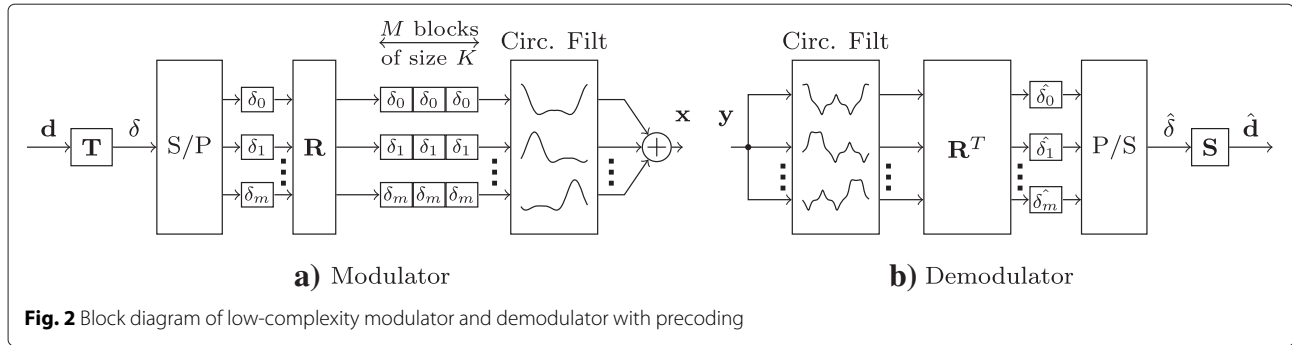 M blocks
of size K
Circ. Filt
d
T
δ
S/P
δ₀
δ₁
δₘ
R
δ₀ δ₀ δ₀
δ₁ δ₁ δ₁
δₘ δₘ δₘ
x
a) Modulator
Circ. Filt
y
Rᵀ
δ̂₀
δ̂₁
δ̂ₘ
P/S
δ̂
S
d̂
b) Demodulator
Fig. 2 Block diagram of low-complexity modulator and demodulator with precoding